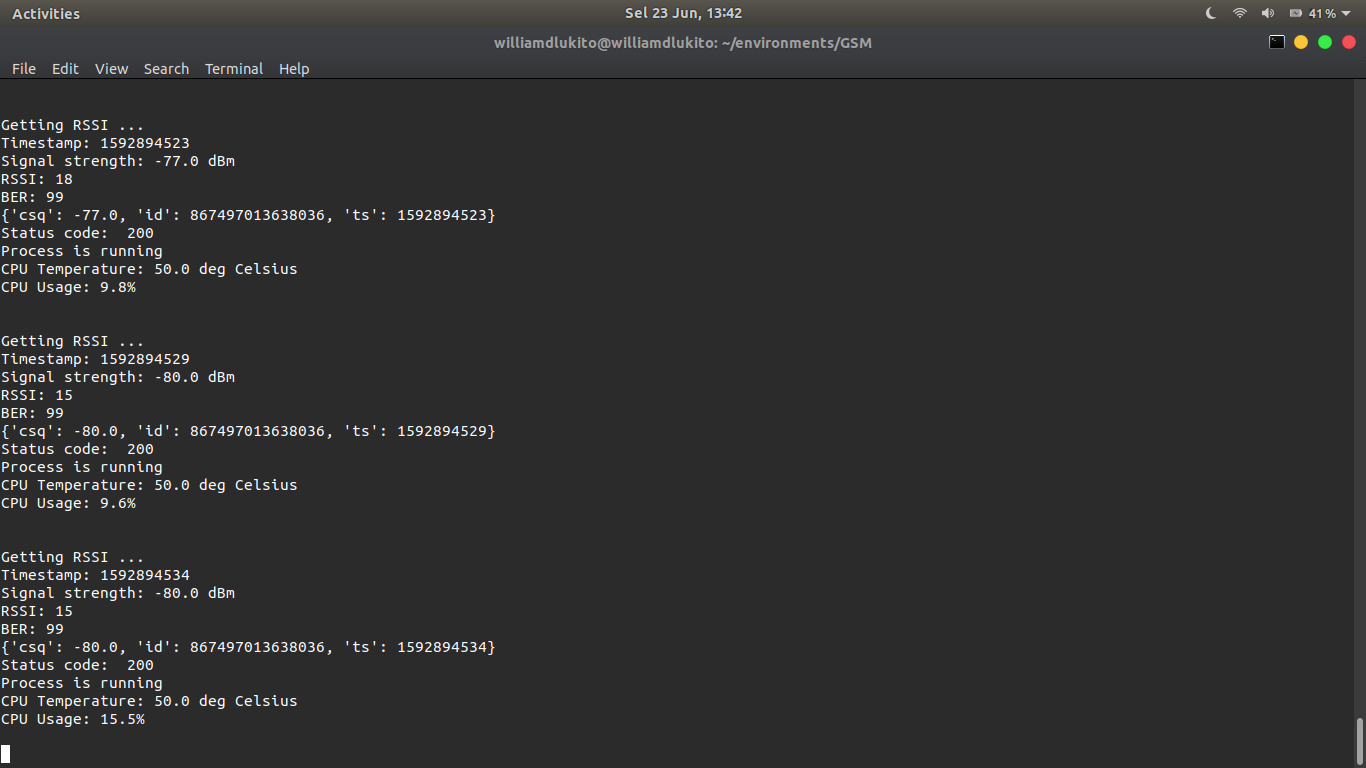 Activities
Sel 23 Jun, 13:42
41%
williamdlukito@williamdlukito: ~/environments/GSM
File Edit View Search Terminal Help
Getting RSSI ...
Timestamp: 1592894523
Signal strength: -77.0 dBm
RSSI: 18
BER: 99
{'csq': -77.0, 'id': 867497013638036, 'ts': 1592894523}
Status code:  200
Process is running
CPU Temperature: 50.0 deg Celsius
CPU Usage: 9.8%
Getting RSSI ...
Timestamp: 1592894529
Signal strength: -80.0 dBm
RSSI: 15
BER: 99
{'csq': -80.0, 'id': 867497013638036, 'ts': 1592894529}
Status code:  200
Process is running
CPU Temperature: 50.0 deg Celsius
CPU Usage: 9.6%
Getting RSSI ...
Timestamp: 1592894534
Signal strength: -80.0 dBm
RSSI: 15
BER: 99
{'csq': -80.0, 'id': 867497013638036, 'ts': 1592894534}
Status code:  200
Process is running
CPU Temperature: 50.0 deg Celsius
CPU Usage: 15.5%